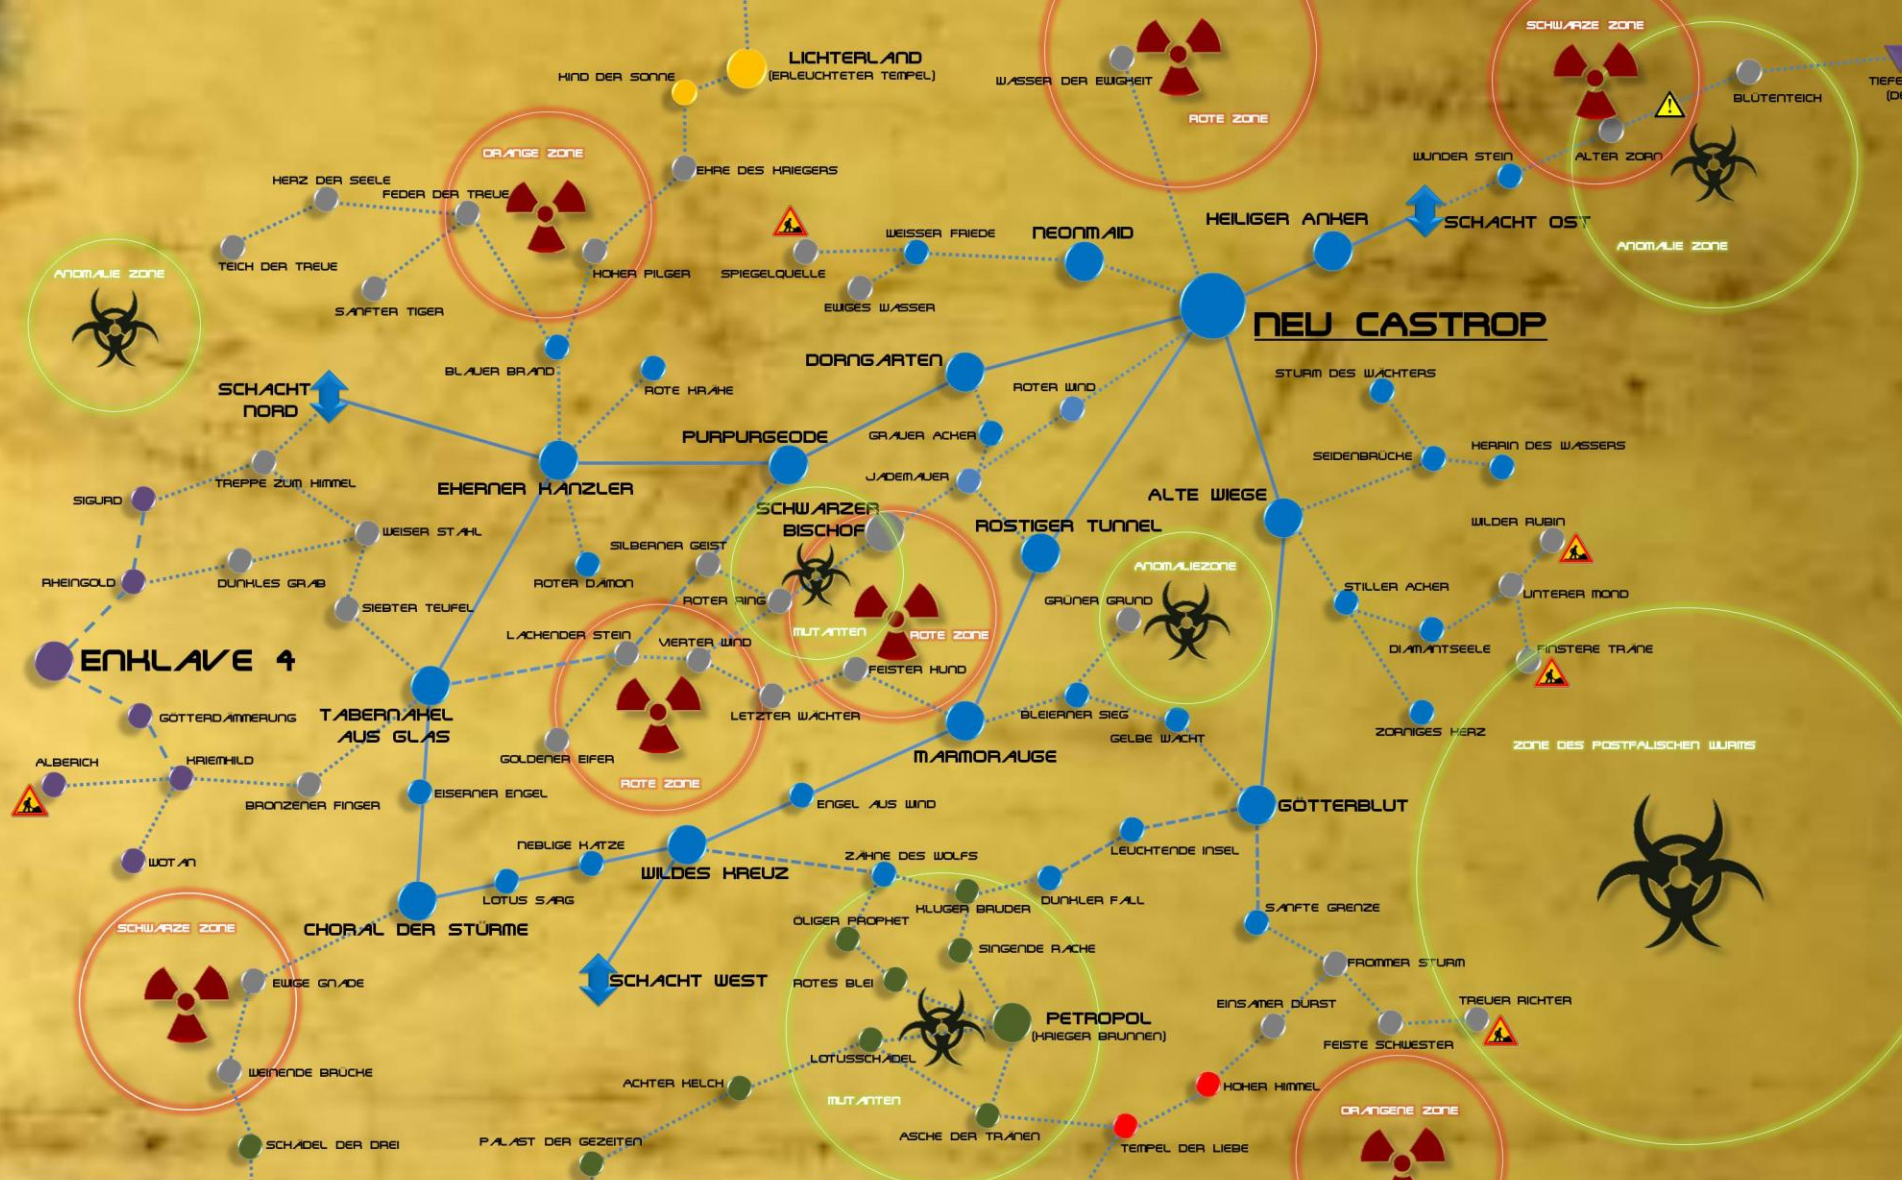 LICHTERLAND
(ERLEUCHTETER TEMPEL)
KIND DER SONNE
WASSER DER EWIGKEIT
ROTE ZONE
SCHWARZE ZONE
BLÜTENTEICH
ALTER ZORN
WUNDER STEIN
ANOMALIE ZONE
ORANGE ZONE
EHRE DES KRIEGERS
HERZ DER SEELE
FEDER DER TREUE
TEICH DER TREUE
SANFTER TIGER
HOHER PILGER
ANOMALIE ZONE
WEISSER FRIEDE
SPIEGELQUELLE
EWIGES WASSER
NEONMAID
HEILIGER ANKER
SCHACHT OST
NEU CASTROP
BLAUER BRAND
ROTE KRÄHE
DORNGARTEN
ROTER WIND
STURM DES WÄCHTERS
SCHACHT
NORD
PURPURGEODE
GRAUER ACKER
SEIDENBRÜCKE
HERRIN DES WASSERS
TREPPE ZUM HIMMEL
EHERNER KANZLER
JADEMAUER
SIGURD
ALTE WIEGE
SCHWARZER
BISCHOF
ROSTIGER TUNNEL
WILDER RUBIN
WEISER STAHL
SILBERNER GEIST
RHEINGOLD
DUNKLES GRAB
ROTER DÄMON
ANOMALIEZONE
STILLER ACKER
UNTERER MOND
SIEBTER TEUFEL
ROTER RING
GRÜNER GRUND
LACHENDER STEIN
VIERTER WIND
MUTANTEN
ROTE ZONE
DIAMANTSEELE
FINSTERE TRÄNE
ENKLAVE 4
FEISTER HUND
GÖTTERDÄMMERUNG
TABERNAKEL
AUS GLAS
LETZTER WÄCHTER
BLEIERNER SIEG
GELBE WACHT
ZORNIGES HERZ
ZONE DES POSTFALISCHEN WURMS
ALBERICH
KRIEMHILD
GOLDENER EIFER
MARMORAUGE
ROTE ZONE
BRONZENER FINGER
EISERNER ENGEL
ENGEL AUS WIND
GÖTTERBLUT
NEBLIGE KATZE
WOTAN
ZÄHNE DES WOLFS
LEUCHTENDE INSEL
WILDES KREUZ
LOTUS SARG
KLUGER BRUDER
DUNKLER FALL
SANFTE GRENZE
SCHWARZE ZONE
CHORAL DER STÜRME
ÖLIGER PROPHET
SINGENDE RACHE
FROMMER STURM
EWIGE GNADE
SCHACHT WEST
ROTES BLEI
EINSAMER DURST
TREUER RICHTER
PETROPOL
(KRIEGER BRUNNEN)
FEISTE SCHWESTER
LOTUSSCHÄDEL
WEINENDE BRÜCKE
ACHTER KELCH
HOHER HIMMEL
MUTANTEN
ORANGENE ZONE
SCHÄDEL DER DREI
PALAST DER GEZEITEN
ASCHE DER TRÄNEN
TEMPEL DER LIEBE